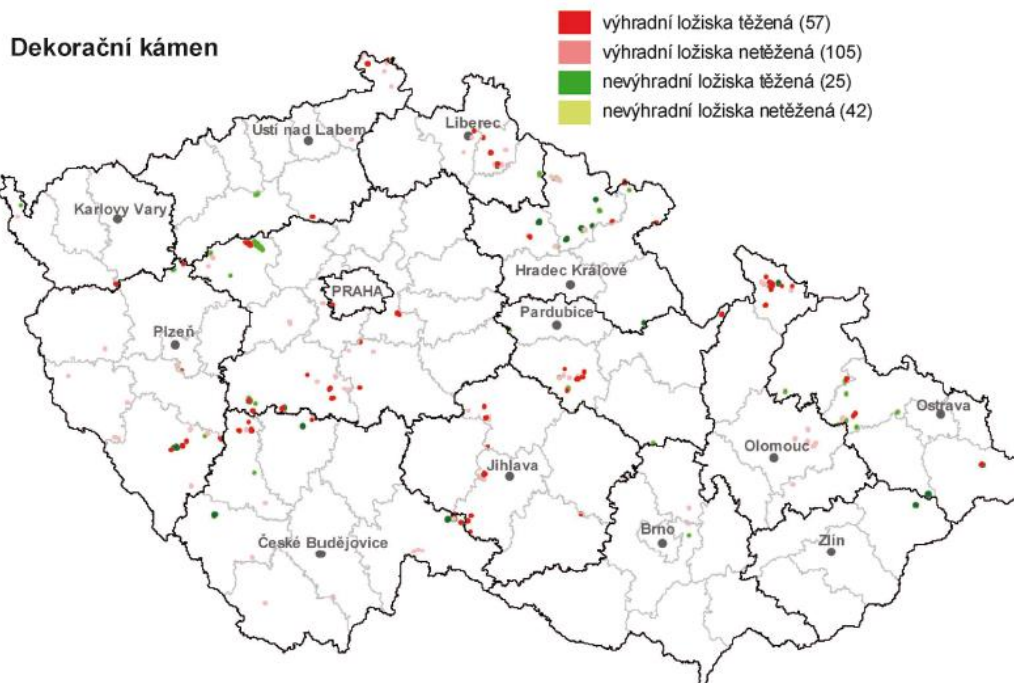 Dekorační kámen
výhradní ložiska těžená (57)
výhradní ložiska netěžená (105)
nevýhradní ložiska těžená (25)
nevýhradní ložiska netěžená (42)
Ústí nad Labem
Liberec
Karlovy Vary
Hradec Králové
PRAHA
Pardubice
Plzeň
Ostrava
Olomouc
Jihlava
Brno
Zlín
České Budějovice